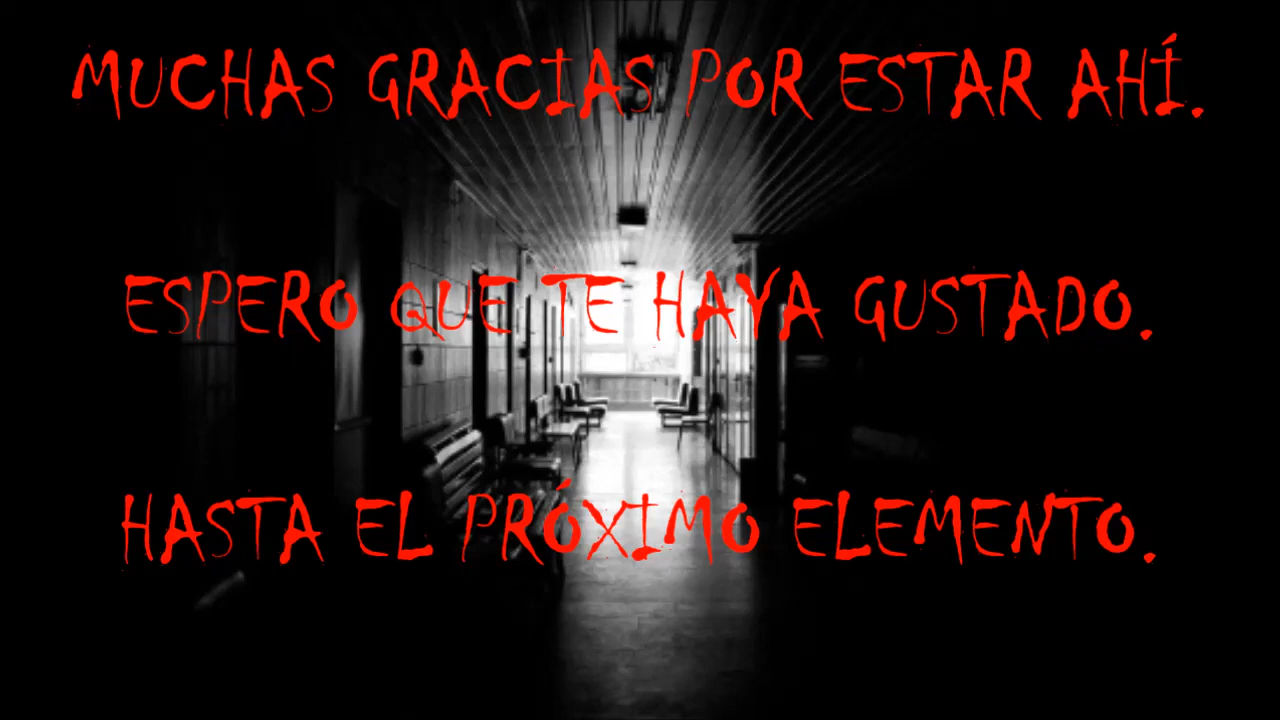 MUCHAS GRACIAS POR ESTAR AHÍ.
ESPERO QUE TE HAYA GUSTADO.
HASTA EL PRÓXIMO ELEMENTO.